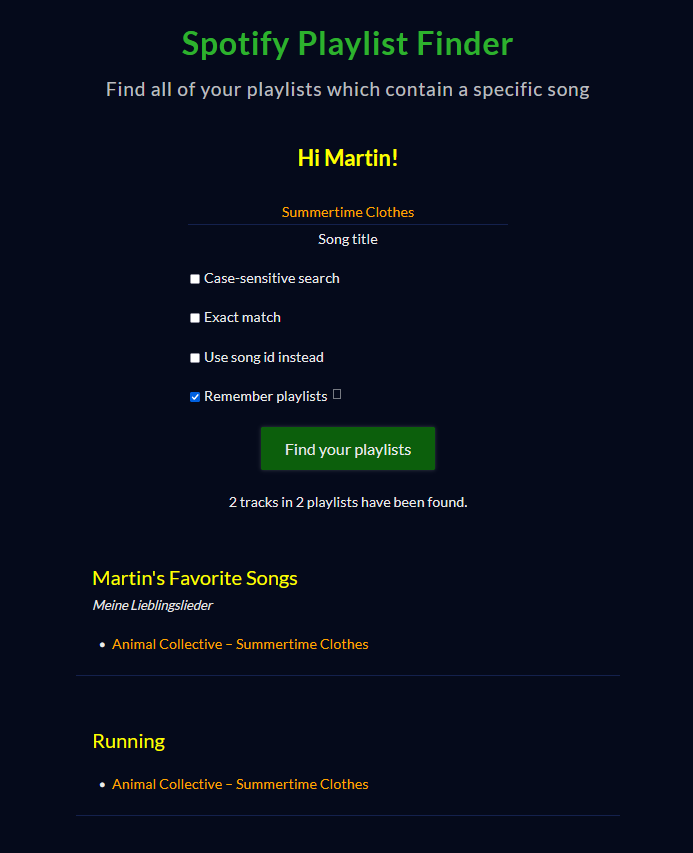 Spotify Playlist Finder
Find all of your playlists which contain a specific song
Hi Martin!
Summertime Clothes
Song title
Case-sensitive search
Exact match
Use song id instead
Remember playlists
Find your playlists
2 tracks in 2 playlists have been found.
Martin's Favorite Songs
Meine Lieblingslieder
• Animal Collective – Summertime Clothes
Running
• Animal Collective – Summertime Clothes